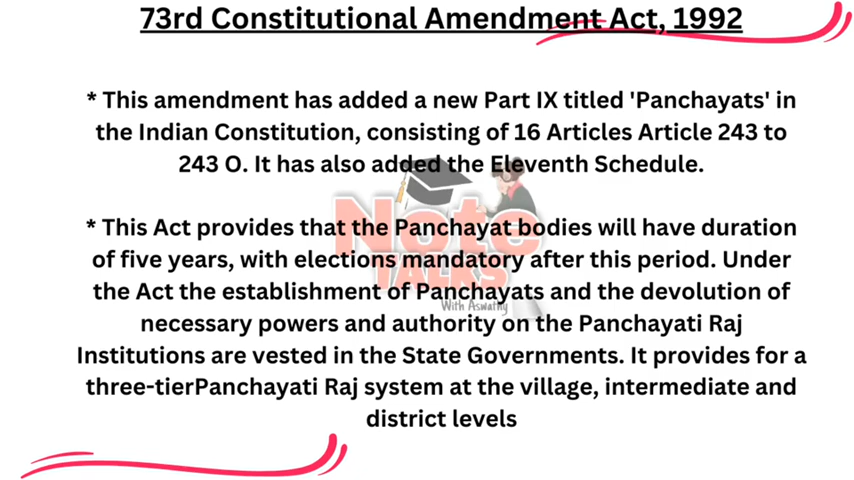 73rd Constitutional Amendment Act, 1992
* This amendment has added a new Part IX titled 'Panchayats' in
the Indian Constitution, consisting of 16 Articles Article 243 to
243 O. It has also added the Eleventh Schedule.
* This Act provides that the Panchayat bodies will have duration
of five years, with elections mandatory after this period. Under
the Act the establishment of Panchayats and the devolution of
necessary powers and authority on the Panchayati Raj
Institutions are vested in the State Governments. It provides for a
three-tierPanchayati Raj system at the village, intermediate and
district levels
Note
TALKS
With Aswathy